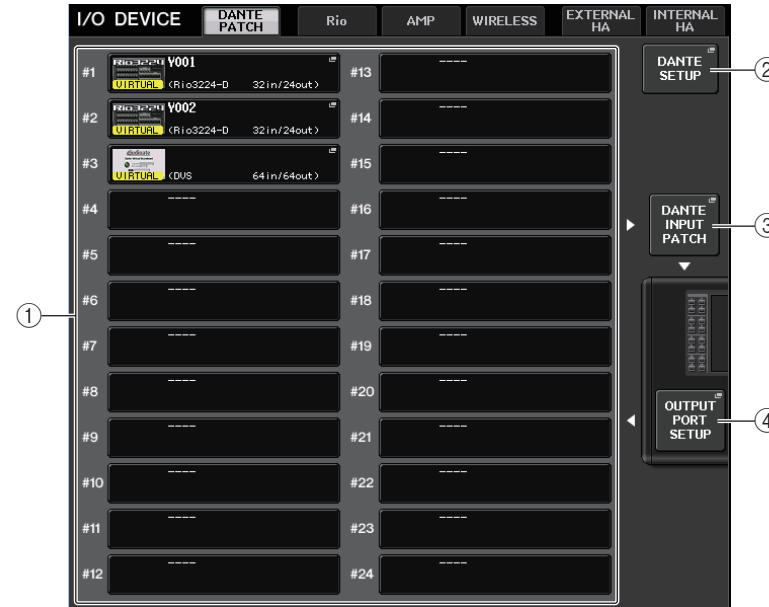 I/O DEVICE
DANTE PATCH
Rio
AMP
WIRELESS
EXTERNAL HA
INTERNAL HA
#1
Rio3224
Y001
VIRTUAL
(Rio3224-D 32in/24out)
#2
Rio3224
Y002
VIRTUAL
(Rio3224-D 32in/24out)
#3
VIRTUAL
(DVS 64in/64out)
#4 ----
#5 ----
#6 ----
#7 ----
#8 ----
#9 ----
#10 ----
#11 ----
#12 ----
#13 ----
#14 ----
#15 ----
#16 ----
#17 ----
#18 ----
#19 ----
#20 ----
#21 ----
#22 ----
#23 ----
#24 ----
DANTE
SETUP
DANTE
INPUT
PATCH
OUTPUT
PORT
SETUP
①
②
③
④